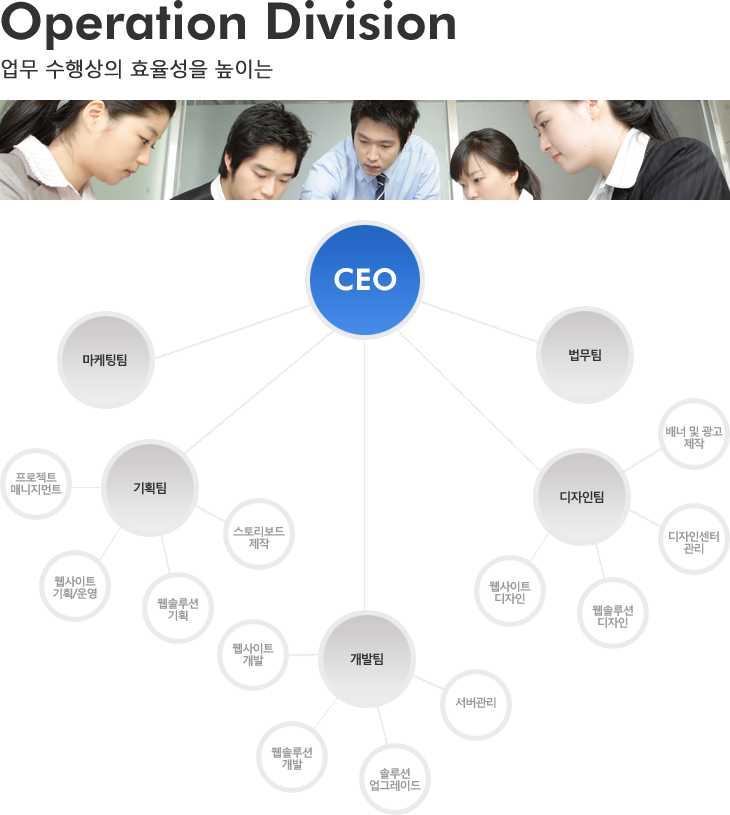 Operation Division
업무 수행상의 효율성을 높이는
CEO
마케팅팀
법무팀
배너 및 광고
제작
프로젝트
매니지먼트
기획팀
디자인팀
스토리보드
제작
디자인센터
관리
웹사이트
기획/운영
웹솔루션
기획
웹사이트
디자인
웹솔루션
디자인
웹사이트
개발
개발팀
서버관리
웹솔루션
개발
솔루션
업그레이드